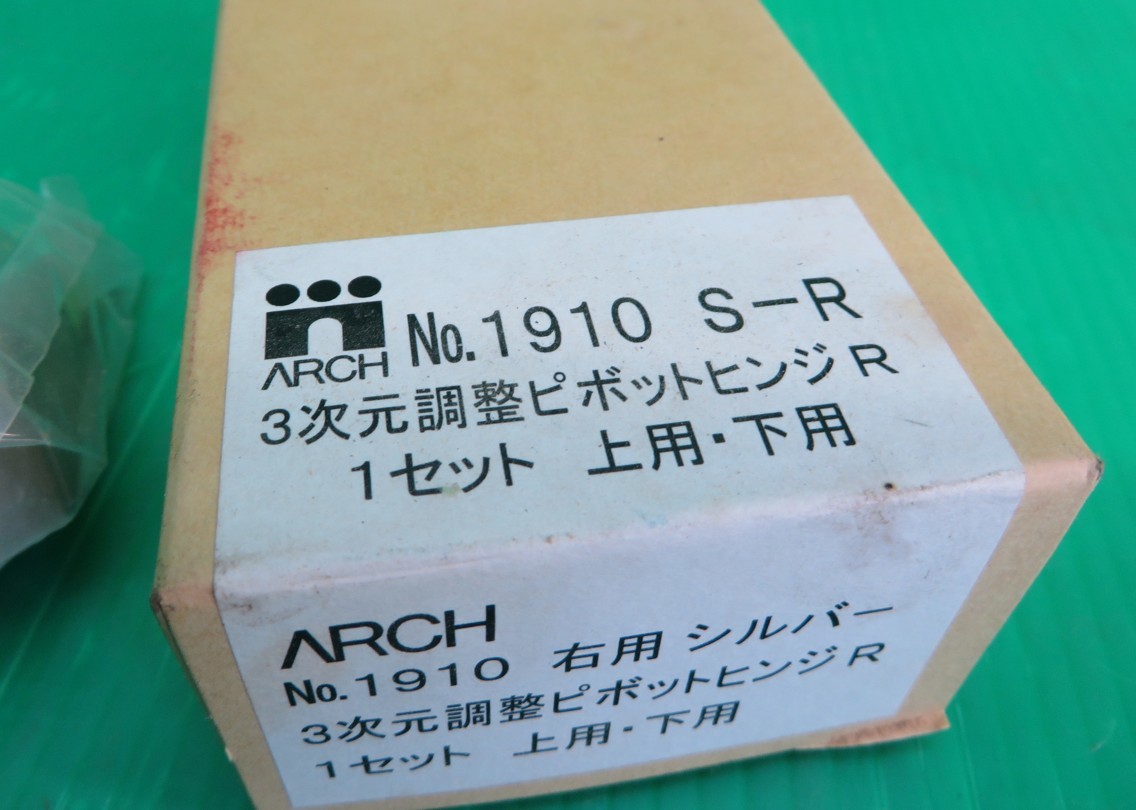 ARCH No.1910 S-R
3次元調整ピボットヒンジR
1セット 上用・下用
ARCH
No.1910 右用 シルバー
3次元調整ピボットヒンジR
1セット 上用・下用